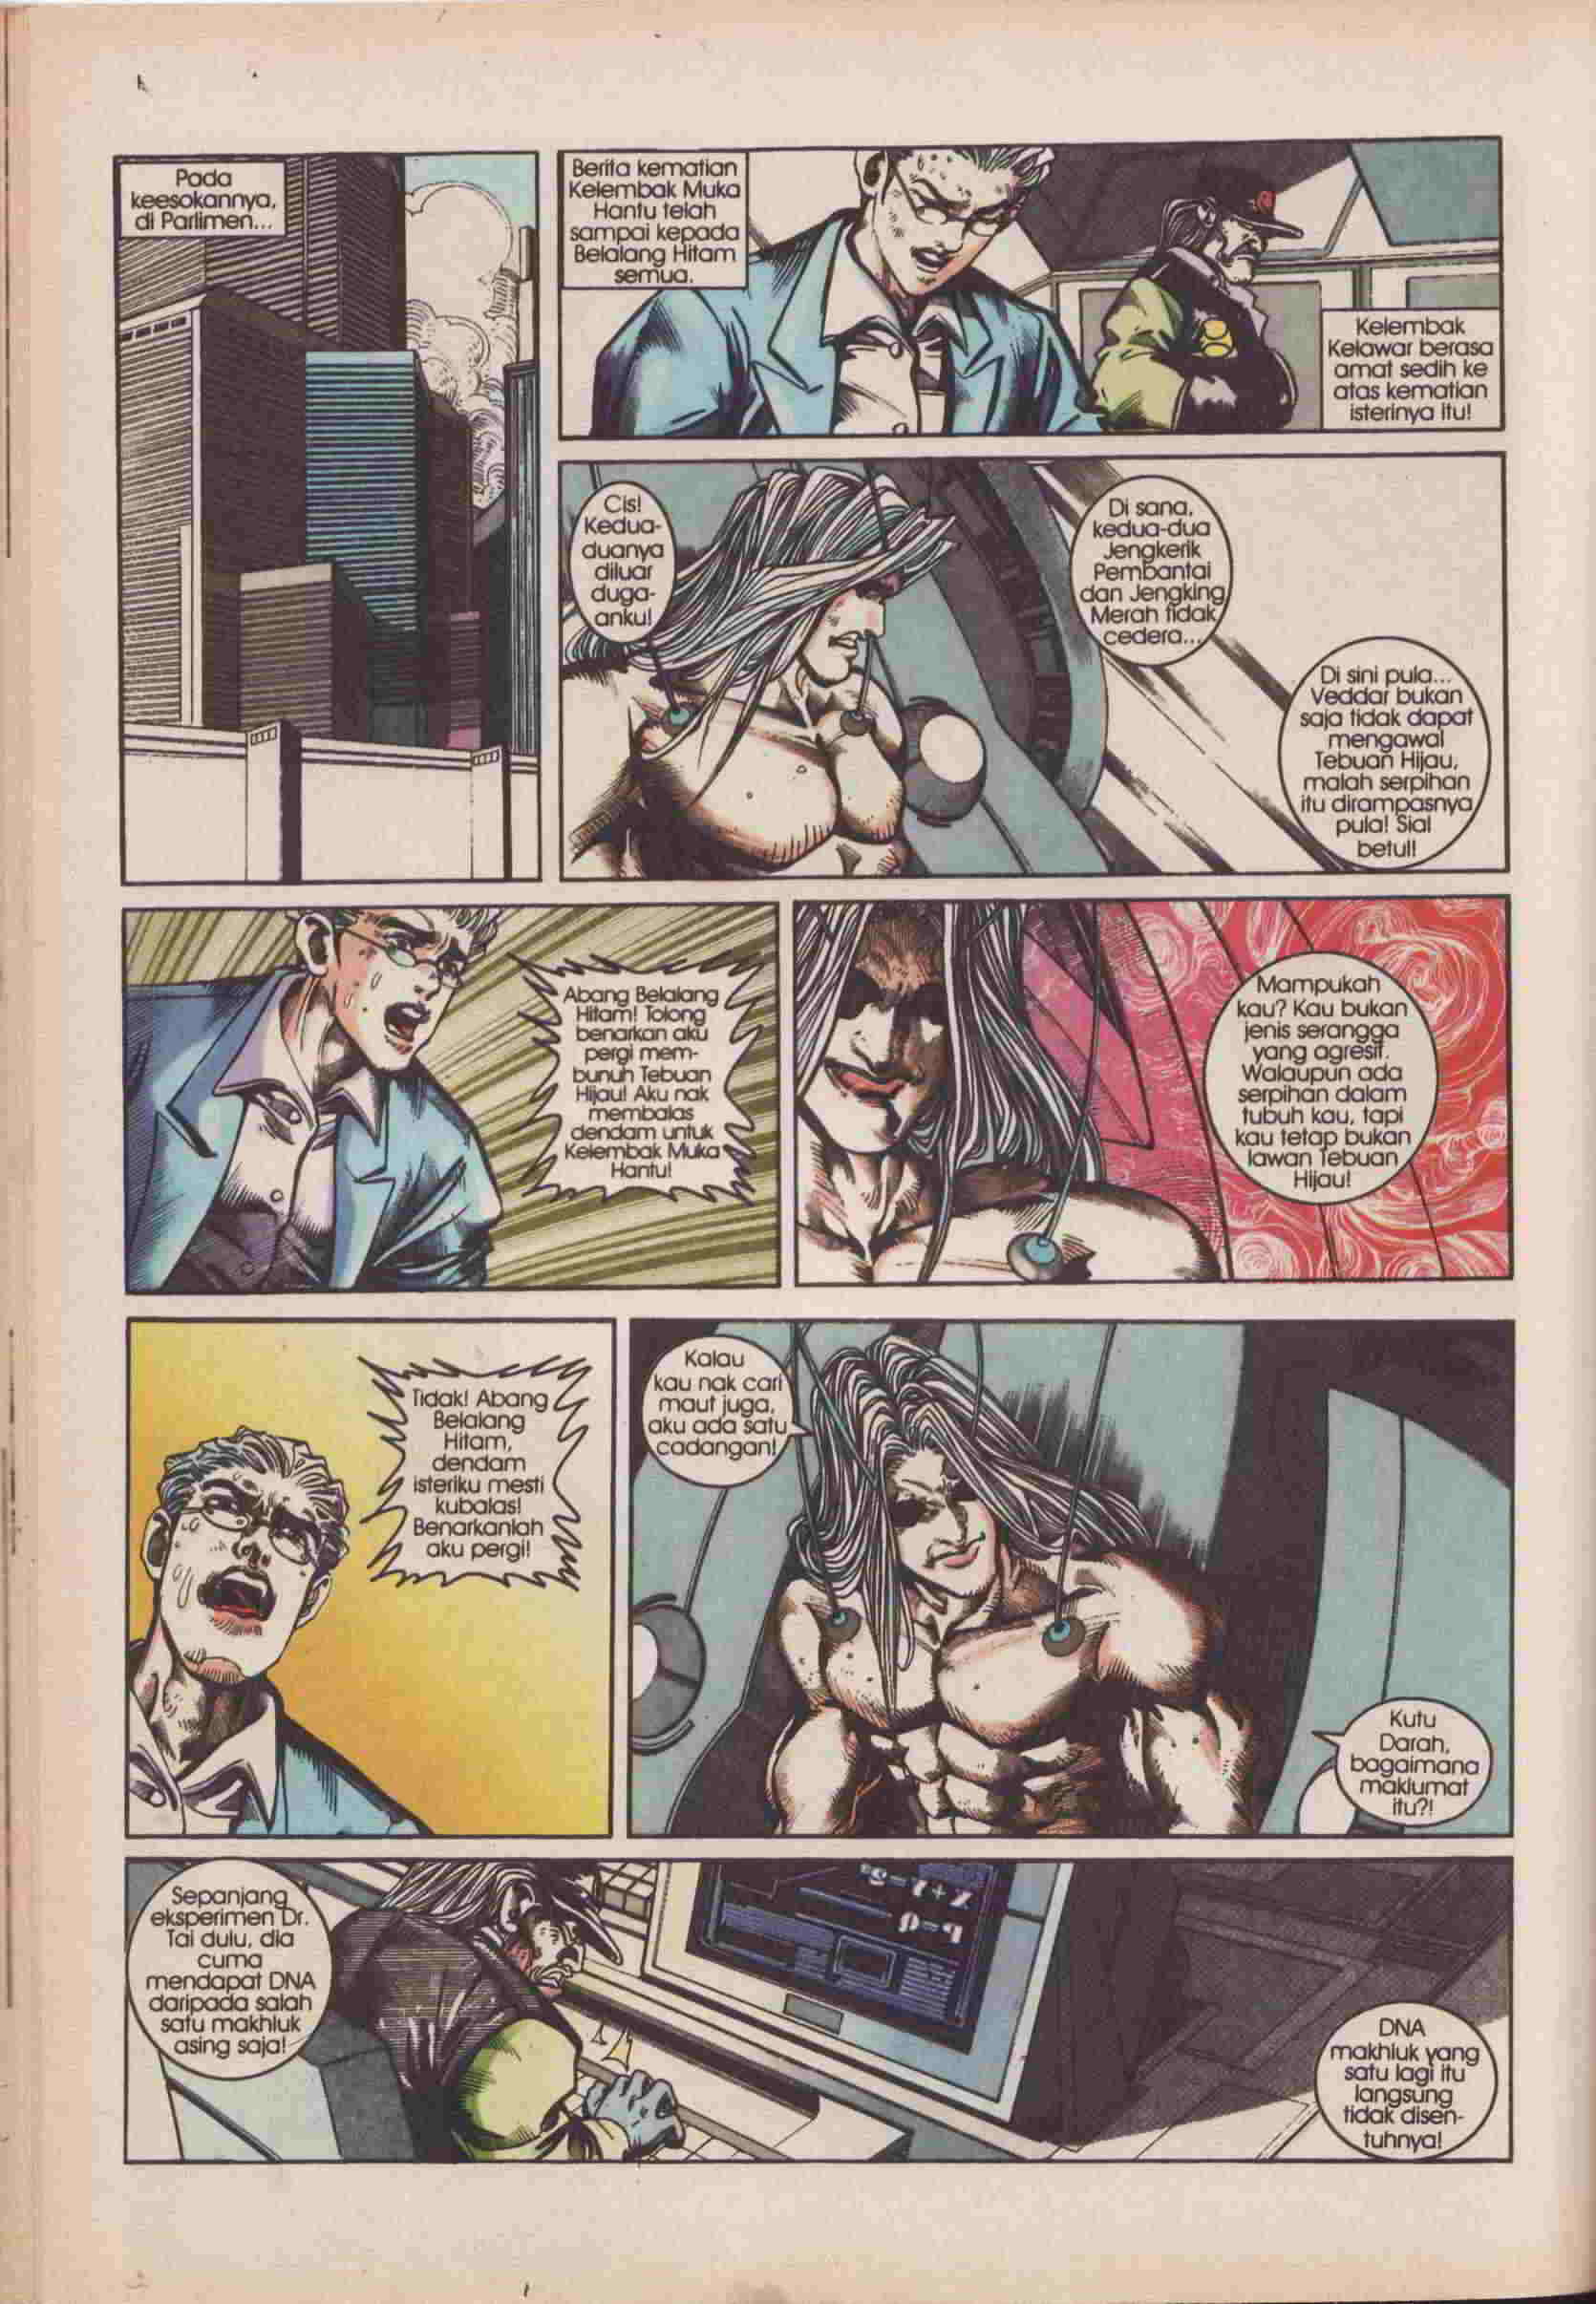 Pada
keesokannya,
di Parlimen...
Berita kematian
Kelembak Muka
Hantu telah
sampai kepada
Belalang Hitam
semua.
Kelembak
Kelawar berasa
amat sedih ke
atas kematian
isterinya itu!
Cis!
Kedua-
duanya
diluar
duga-
anku!
Di sana,
kedua-dua
Jengkerik
Pembantai
dan Jengking
Merah tidak
cedera...
Di sini pula...
Veddar bukan
saja tidak dapat
mengawal
Tebuan Hijau,
malah serpihan
itu dirampasnya
pula! Sial
betul!
Abang Belalang
Hitam! Tolong
benarkan aku
pergi mem-
bunuh Tebuan
Hijau! Aku nak
membalas
dendam untuk
Kelembak Muka
Hantu!
Mampukah
kau? Kau bukan
jenis serangga
yang agresif.
Walaupun ada
serpihan dalam
tubuh kau, tapi
kau tetap bukan
lawan Tebuan
Hijau!
Tidak! Abang
Belalang
Hitam,
dendam
isteriku mesti
kubalas!
Benarkanlah
aku pergi!
Kalau
kau nak cari
maut juga,
aku ada satu
cadangan!
Kutu
Darah,
bagaimana
maklumat
itu?!
Sepanjang
eksperimen Dr.
Tai dulu, dia
cuma
mendapat DNA
daripada salah
satu makhluk
asing saja!
DNA
makhluk yang
satu lagi itu
langsung
tidak disen-
tuhnya!